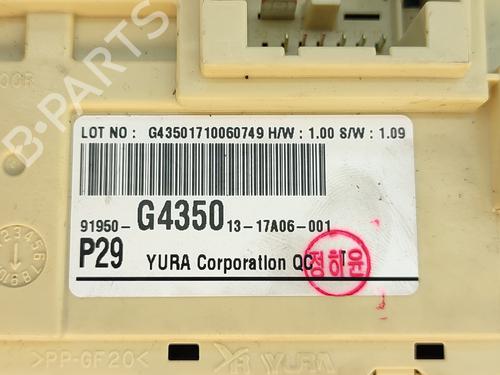 DOCR
LOT NO : G43501710060749 H/W : 1.00 S/W : 1.09
91950-G4350 13-17A06-001
P29 YURA Corporation QC
정하윤
>PP-GF20< YURA
B-Parts